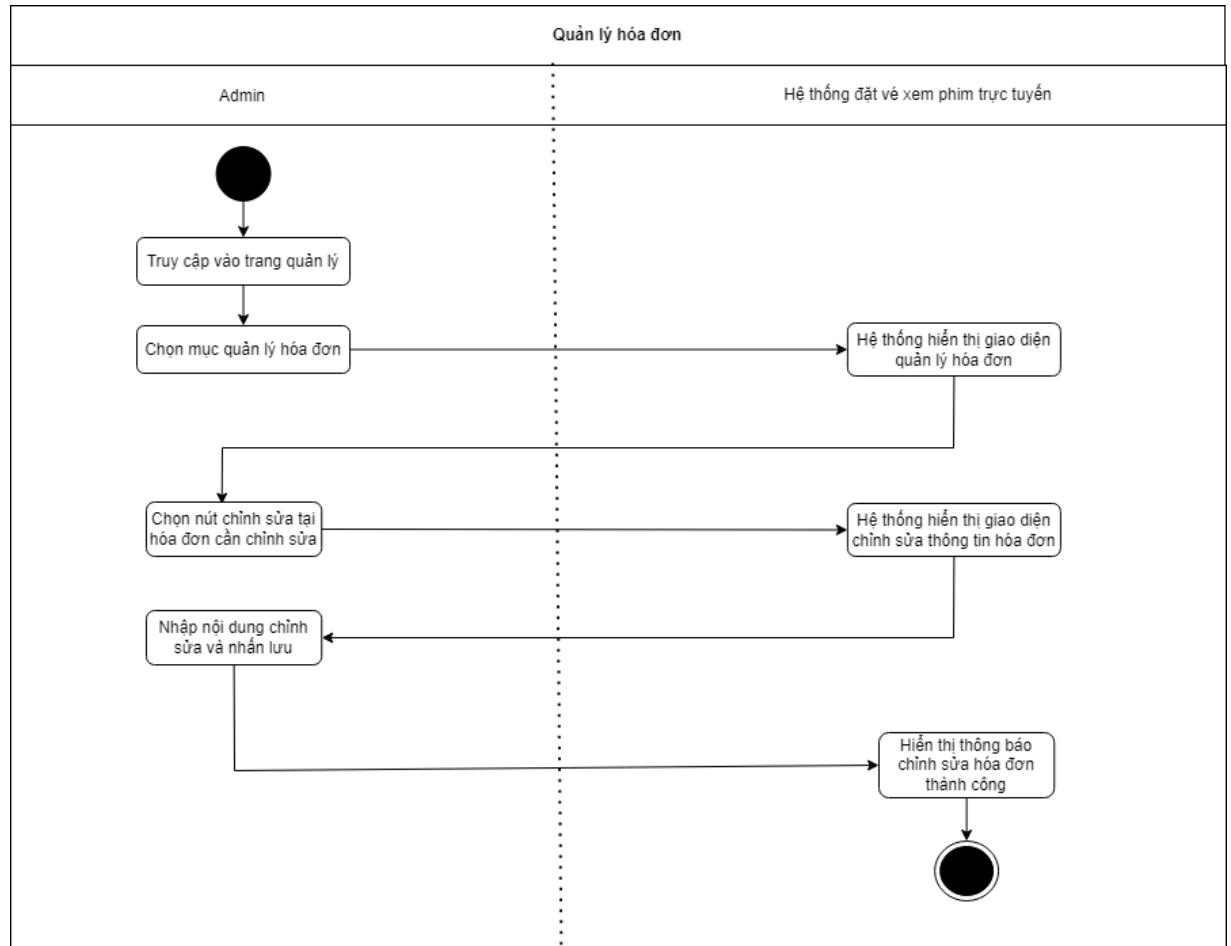 Quản lý hóa đơn
Admin
Hệ thống đặt vé xem phim trực tuyến
Truy cập vào trang quản lý
Chọn mục quản lý hóa đơn
Hệ thống hiển thị giao diện
quản lý hóa đơn
Chọn nút chỉnh sửa tại
hóa đơn cần chỉnh sửa
Hệ thống hiển thị giao diện
chỉnh sửa thông tin hóa đơn
Nhập nội dung chỉnh
sửa và nhấn lưu
Hiển thị thông báo
chỉnh sửa hóa đơn
thành công